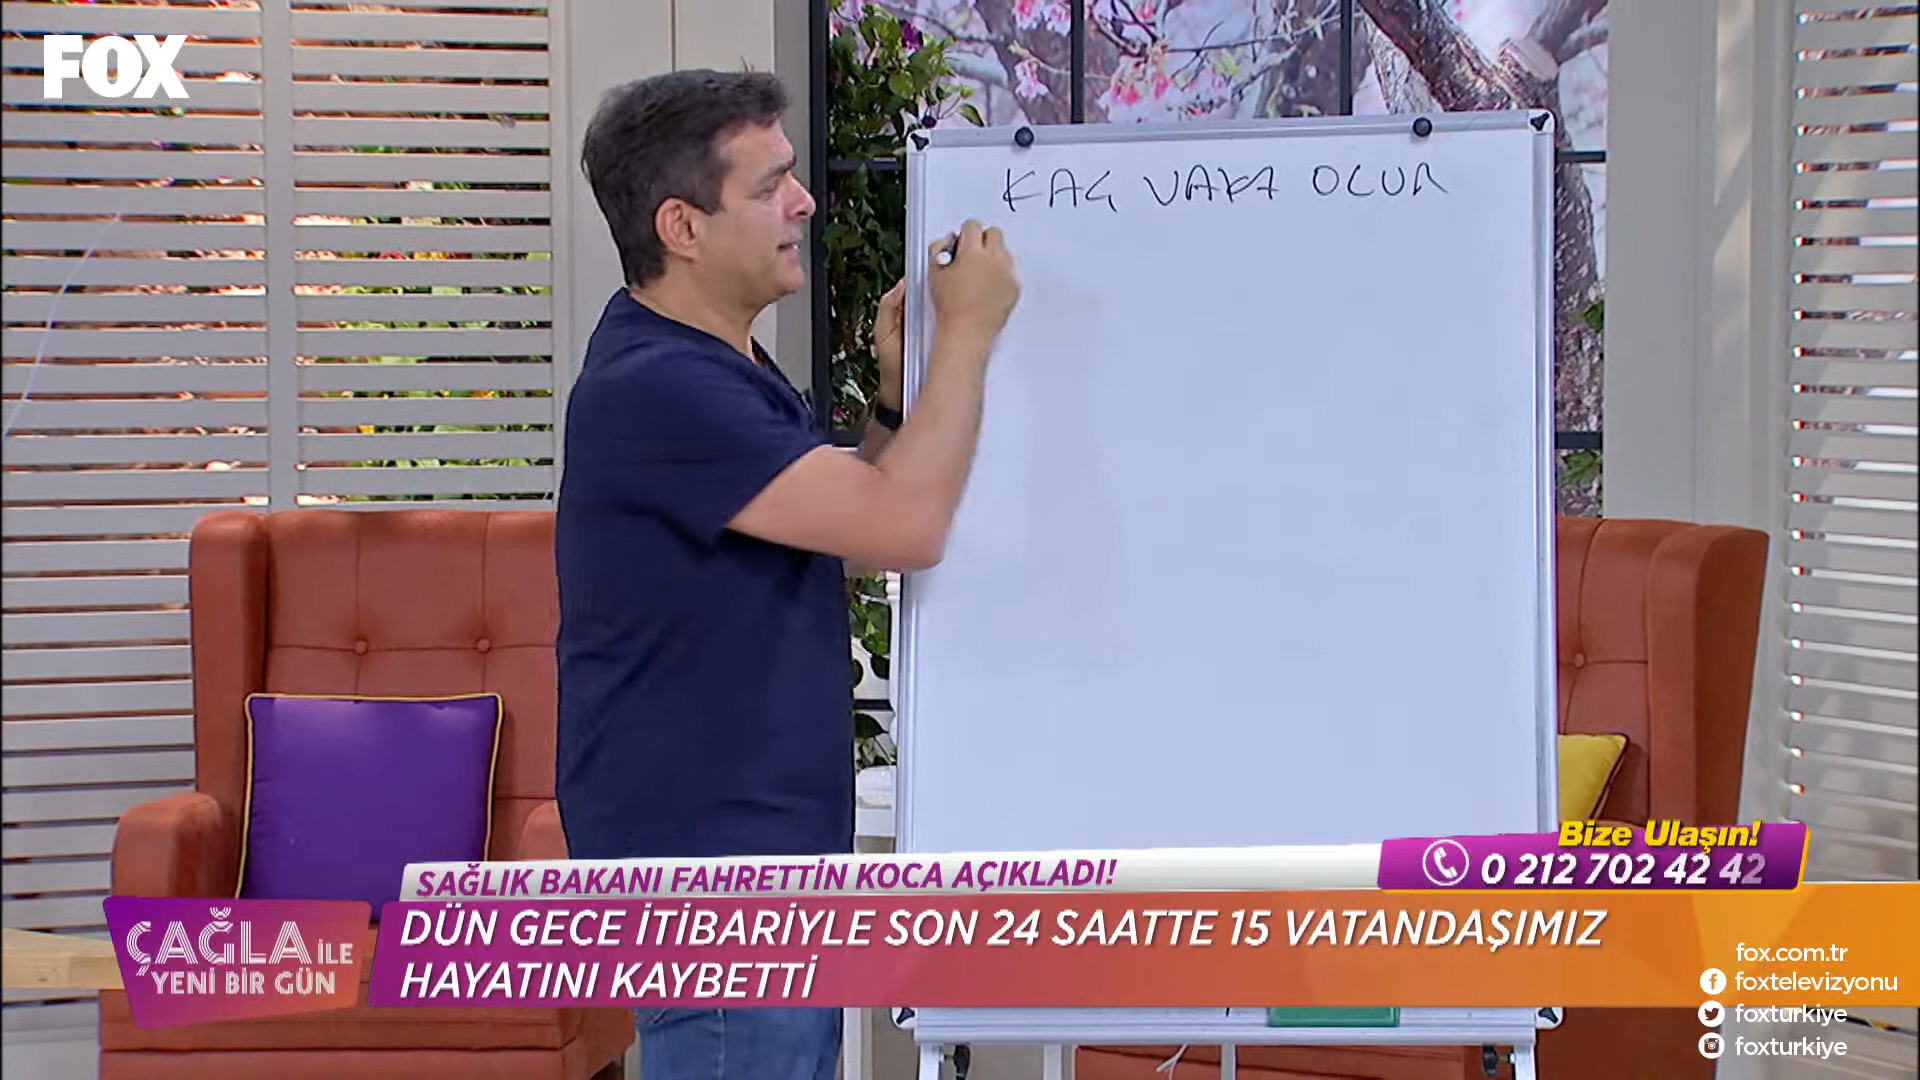 FOX
KAÇ VAKA OLUR
Bize Ulaşın!
0 212 702 42 42
SAĞLIK BAKANI FAHRETTİN KOCA AÇIKLADI!
ÇAĞLA İLE
YENİ BİR GÜN
DÜN GECE İTİBARİYLE SON 24 SAATTE 15 VATANDAŞIMIZ
HAYATINI KAYBETTİ
fox.com.tr
foxtelevizyonu
foxturkiye
foxturkiye